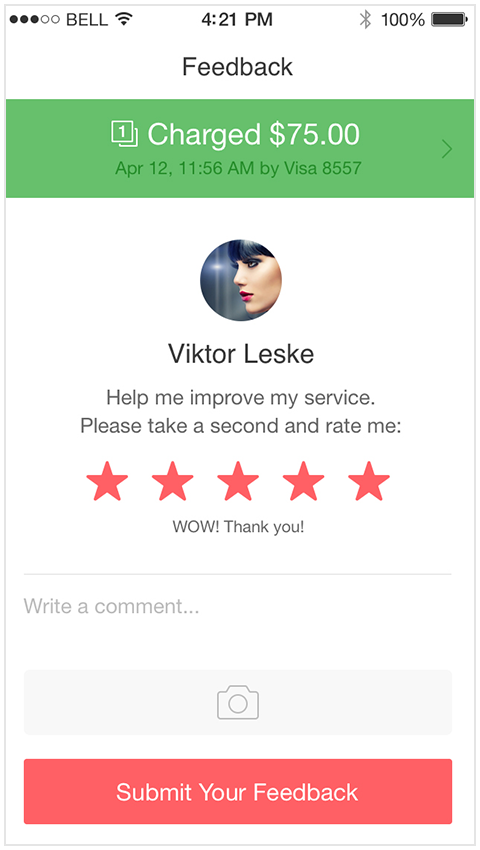 BELL 4:21 PM 100%
Feedback
1 Charged $75.00
Apr 12, 11:56 AM by Visa 8557
Viktor Leske
Help me improve my service.
Please take a second and rate me:
WOW! Thank you!
Write a comment...
Submit Your Feedback